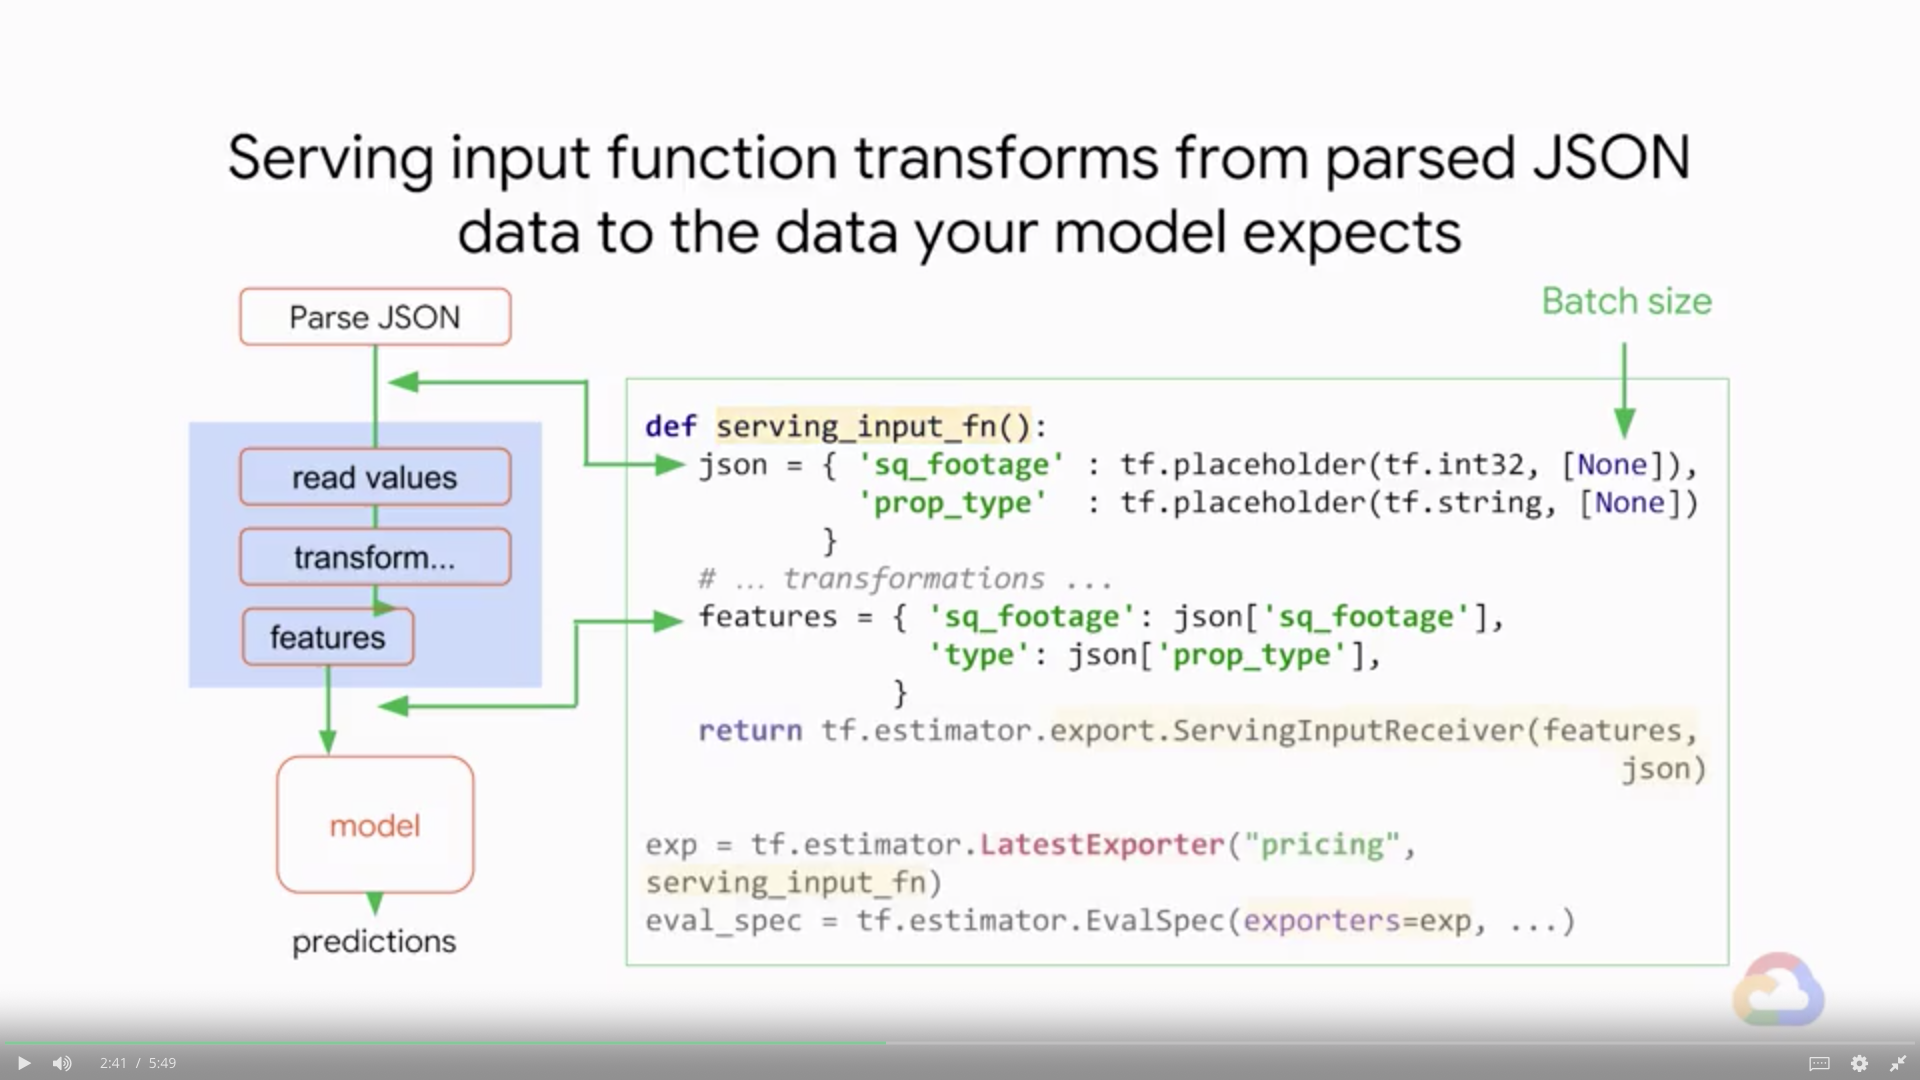 Serving input function transforms from parsed JSON
data to the data your model expects
Parse JSON
read values
transform...
features
model
predictions
Batch size
def serving_input_fn():
json = { 'sq_footage' : tf.placeholder(tf.int32, [None]),
'prop_type' : tf.placeholder(tf.string, [None])
}
# ... transformations ...
features = { 'sq_footage': json['sq_footage'],
'type': json['prop_type'],
}
return tf.estimator.export.ServingInputReceiver(features,
json)
exp = tf.estimator.LatestExporter("pricing",
serving_input_fn)
eval_spec = tf.estimator.EvalSpec(exporters=exp, ...)
2:41 / 5:49